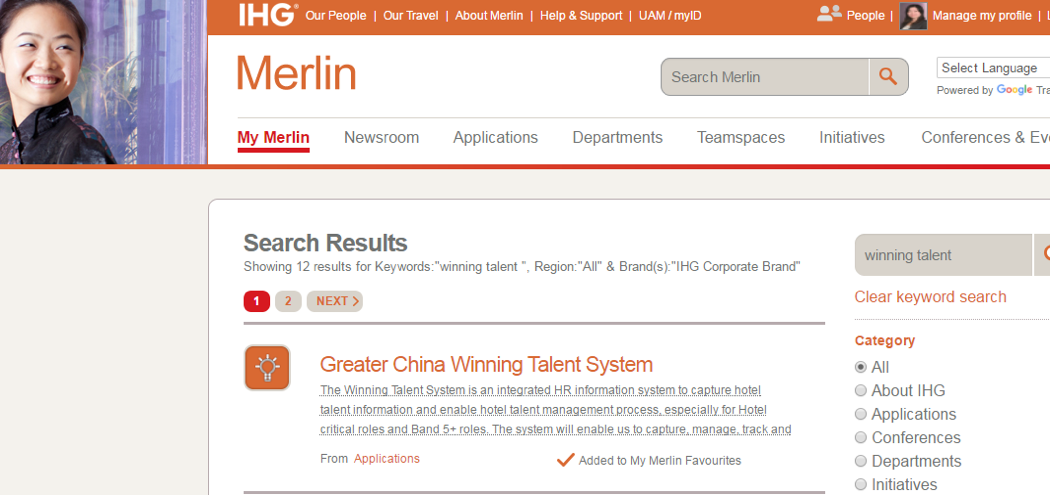 IHG® Our People | Our Travel | About Merlin | Help & Support | UAM / myID People | Manage my profile |
Merlin
Search Merlin
Select Language
Powered by Google Tra
My Merlin Newsroom Applications Departments Teamspaces Initiatives Conferences & Eve
Search Results
Showing 12 results for Keywords:"winning talent ", Region:"All" & Brand(s):"IHG Corporate Brand"
winning talent
1 2 NEXT
Clear keyword search
Greater China Winning Talent System
The Winning Talent System is an integrated HR information system to capture hotel
talent information and enable hotel talent management process, especially for Hotel
critical roles and Band 5+ roles. The system will enable us to capture, manage, track and
From Applications
Added to My Merlin Favourites
Category
All
About IHG
Applications
Conferences
Departments
Initiatives